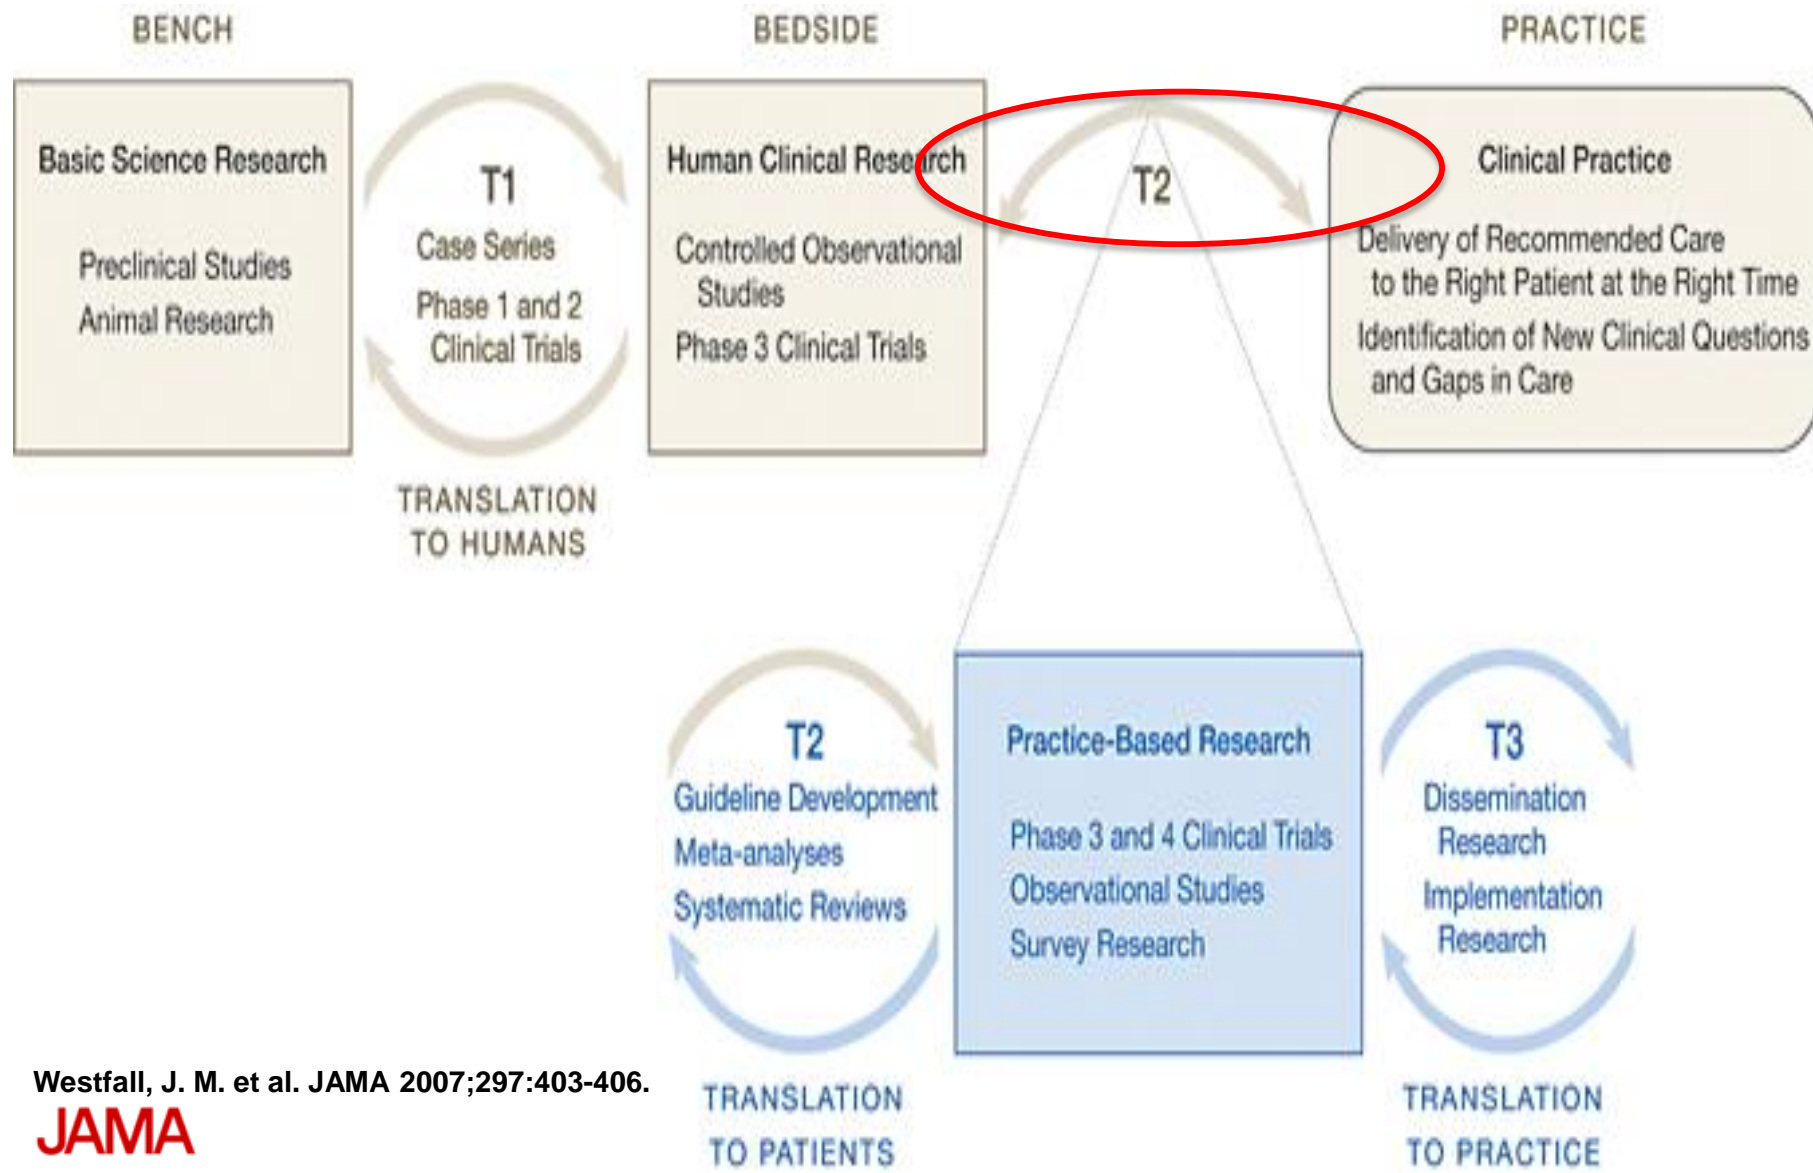 BENCH
BEDSIDE
PRACTICE
Basic Science Research
Preclinical Studies
Animal Research
T1
Case Series
Phase 1 and 2
Clinical Trials
TRANSLATION
TO HUMANS
Human Clinical Research
Controlled Observational
Studies
Phase 3 Clinical Trials
T2
Clinical Practice
Delivery of Recommended Care
to the Right Patient at the Right Time
Identification of New Clinical Questions
and Gaps in Care
T2
Guideline Development
Meta-analyses
Systematic Reviews
TRANSLATION
TO PATIENTS
Practice-Based Research
Phase 3 and 4 Clinical Trials
Observational Studies
Survey Research
T3
Dissemination
Research
Implementation
Research
TRANSLATION
TO PRACTICE
Westfall, J. M. et al. JAMA 2007;297:403-406.
JAMA